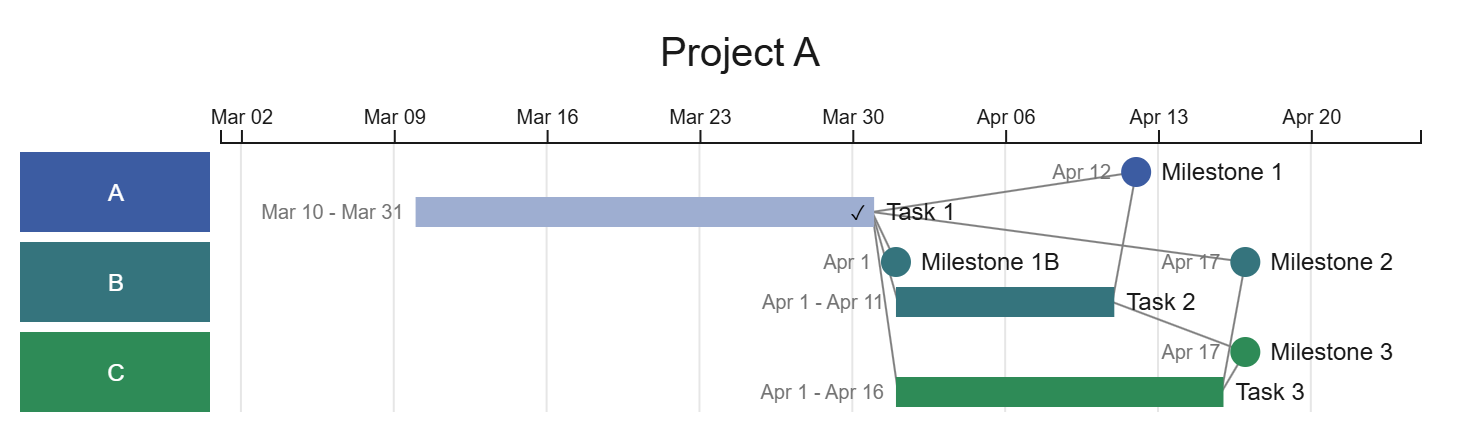 Project A
Mar 02 Mar 09 Mar 16 Mar 23 Mar 30 Apr 06 Apr 13 Apr 20
A
Apr 12 Milestone 1
Mar 10 - Mar 31 ✓ Task 1
B
Apr 1 Milestone 1B
Apr 17 Milestone 2
Apr 1 - Apr 11 Task 2
C
Apr 17 Milestone 3
Apr 1 - Apr 16 Task 3